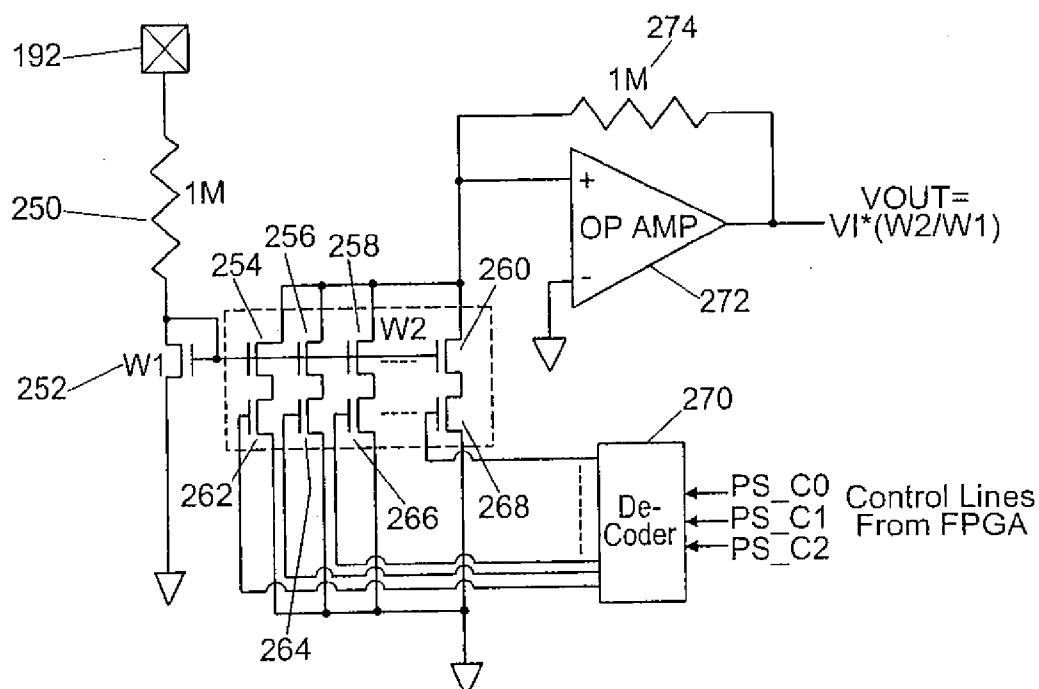 192
274
1M
250
1M
+
OP AMP
-
VOUT=
VI*(W2/W1)
272
256
258
254
260
W2
W1
252
270
262
264
266
268
De-
Coder
PS_C0
PS_C1
PS_C2
Control Lines
From FPGA